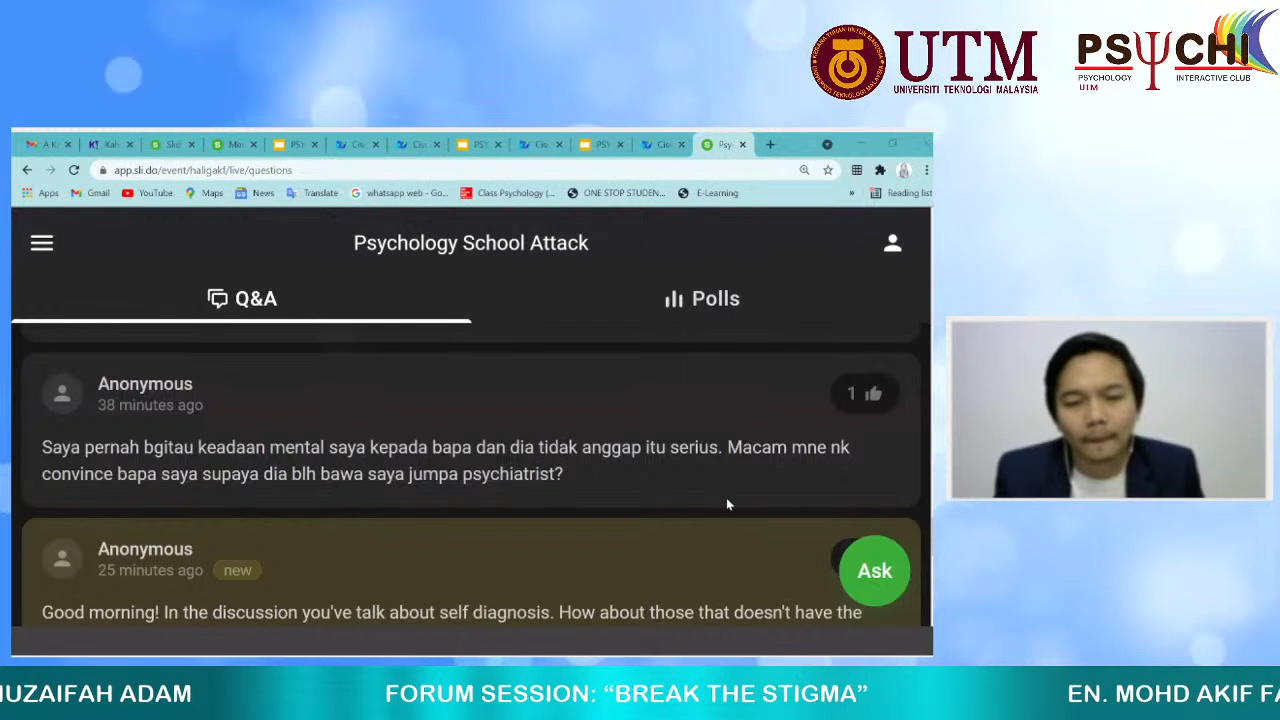 UTM
UNIVERSITI TEKNOLOGI MALAYSIA
PSYCHI
PSYCHOLOGY INTERACTIVE CLUB
UTM
app.sli.do/event/haligakf/live/questions
Apps Gmail YouTube Maps News Translate whatsapp web - Go... Class Psychology (... ONE STOP STUDEN... E-Learning » Reading list
Psychology School Attack
Q&A Polls
Anonymous
38 minutes ago
1
Saya pernah bgitau keadaan mental saya kepada bapa dan dia tidak anggap itu serius. Macam mne nk
convince bapa saya supaya dia blh bawa saya jumpa psychiatrist?
Anonymous
25 minutes ago new
Ask
Good morning! In the discussion you've talk about self diagnosis. How about those that doesn't have the
HUZAIFAH ADAM FORUM SESSION: “BREAK THE STIGMA” EN. MOHD AKIF FA